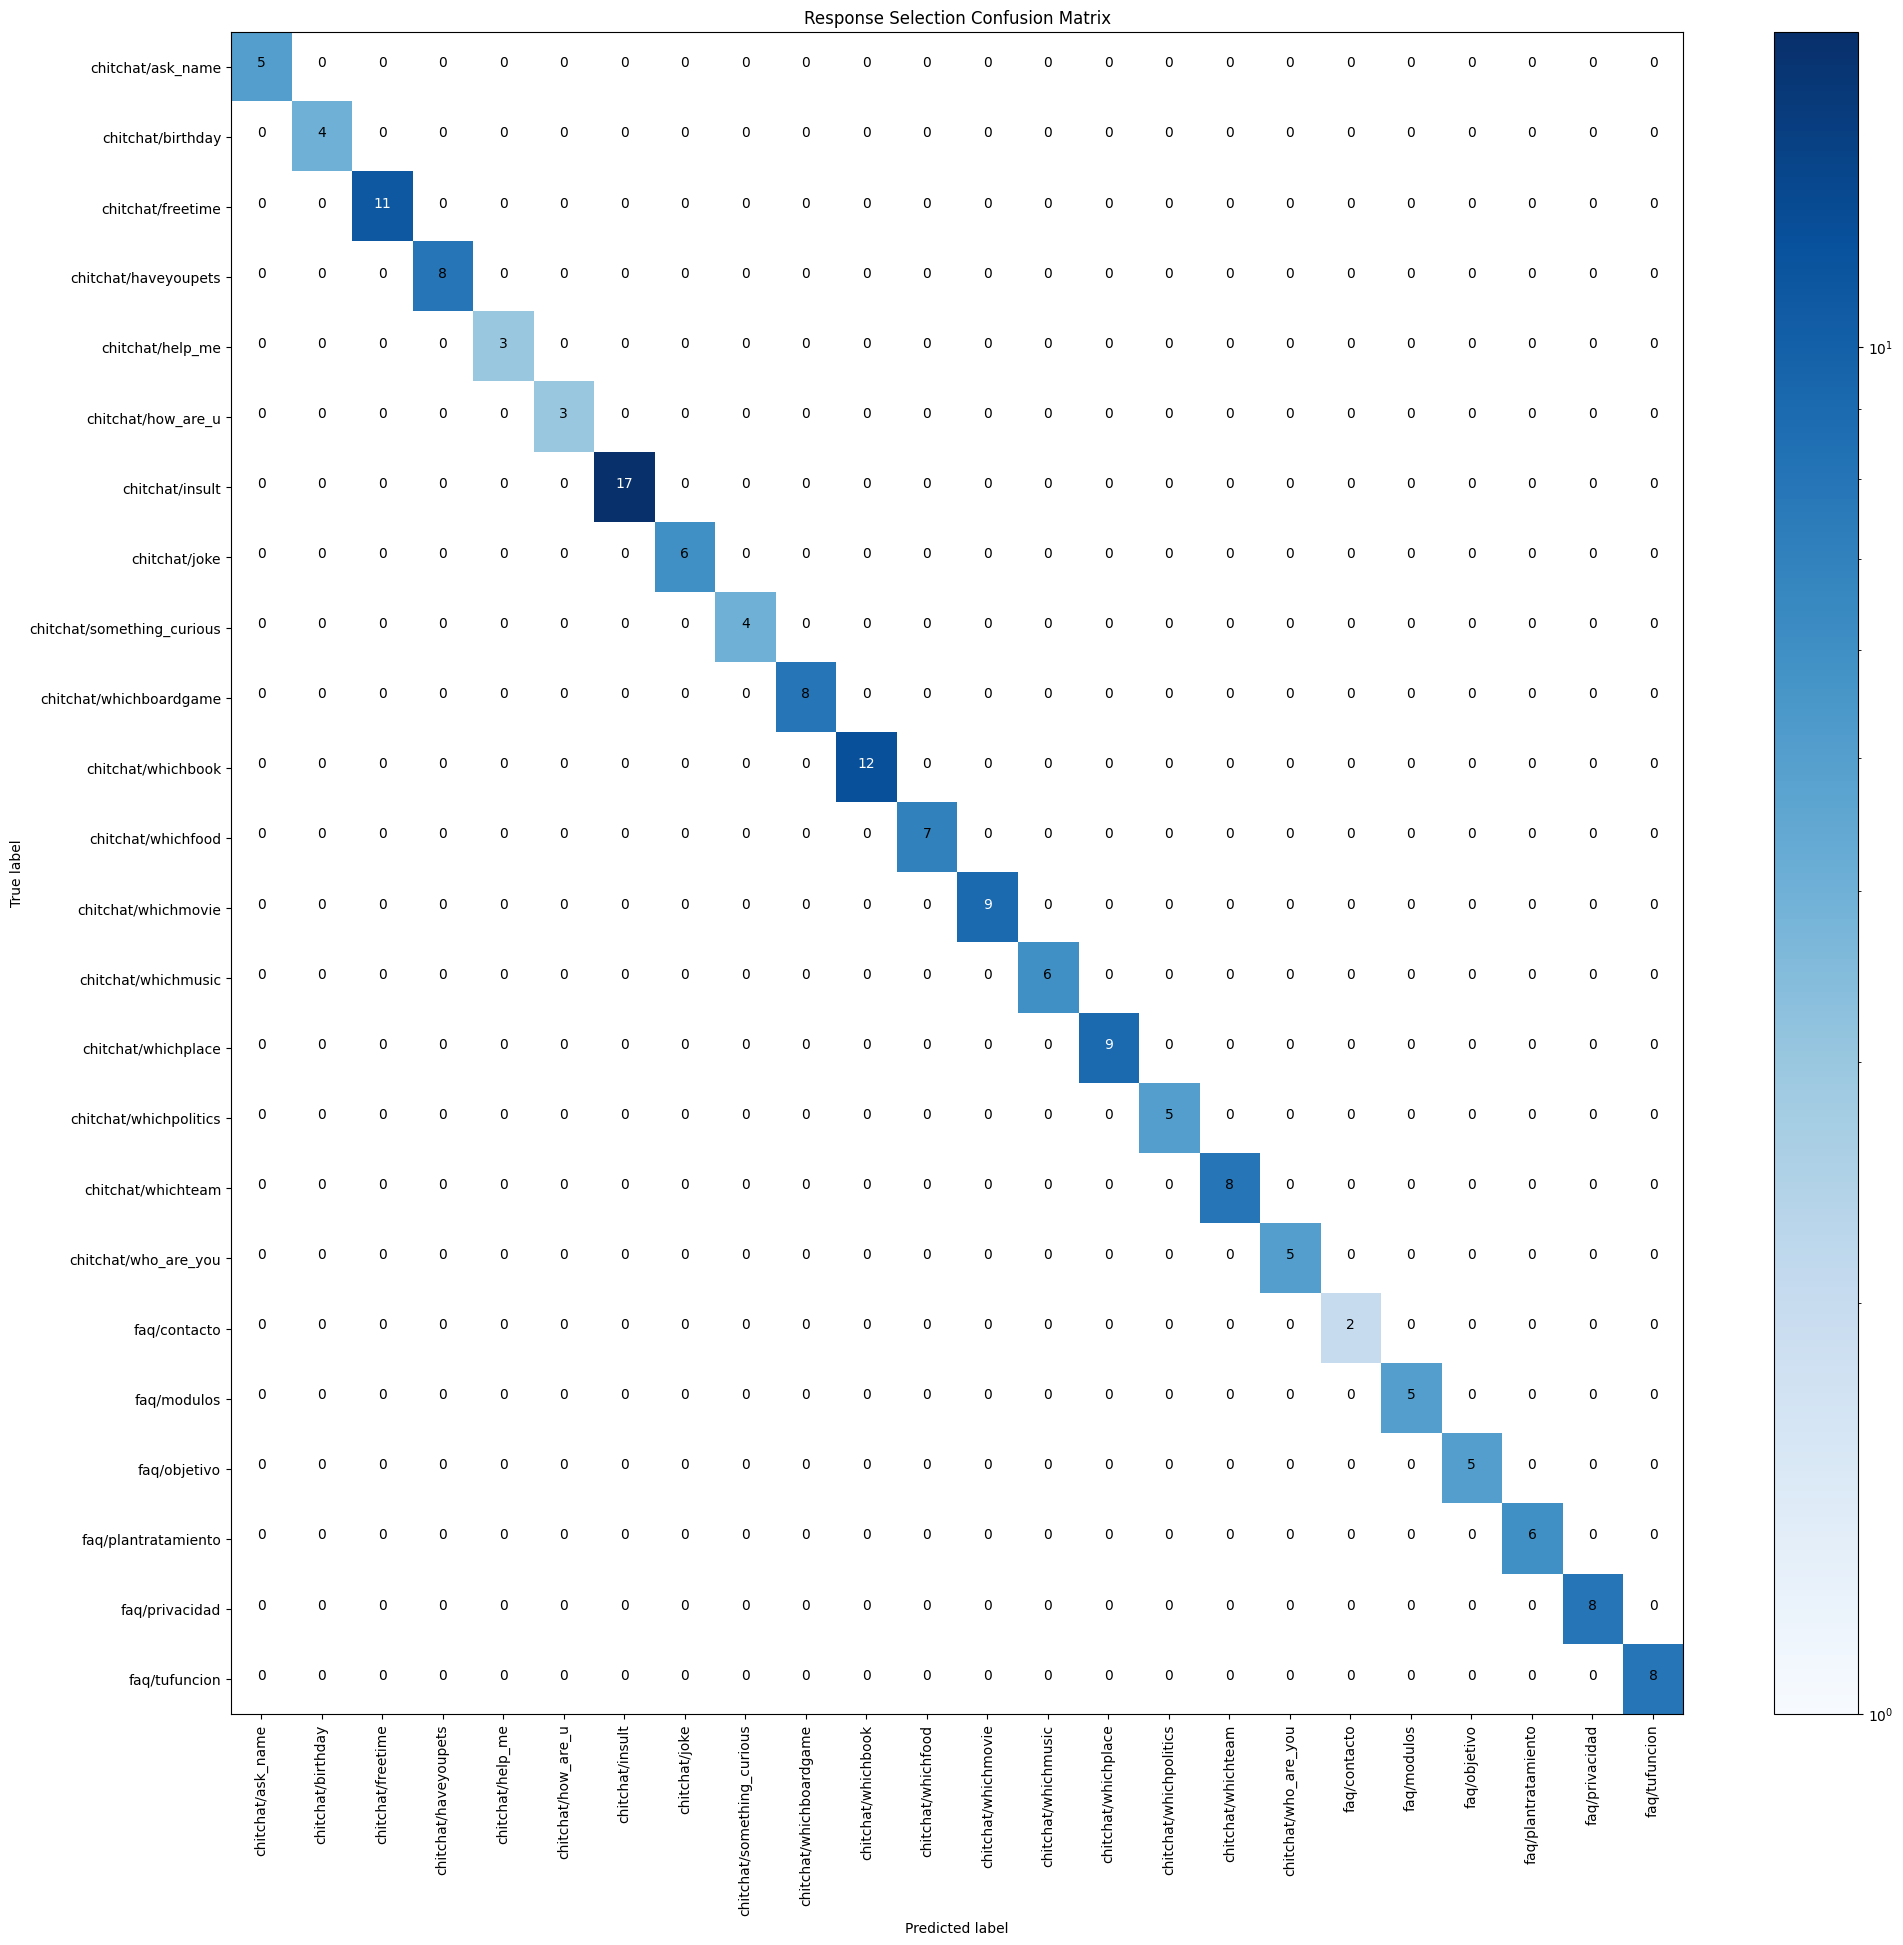 Response Selection Confusion Matrix
chitchat/ask_name 5 0 0 0 0 0 0 0 0 0 0 0 0 0 0 0 0 0 0 0 0 0 0 0
chitchat/birthday 0 4 0 0 0 0 0 0 0 0 0 0 0 0 0 0 0 0 0 0 0 0 0 0
chitchat/freetime 0 0 11 0 0 0 0 0 0 0 0 0 0 0 0 0 0 0 0 0 0 0 0 0
chitchat/haveyoupets 0 0 0 8 0 0 0 0 0 0 0 0 0 0 0 0 0 0 0 0 0 0 0 0
chitchat/help_me 0 0 0 0 3 0 0 0 0 0 0 0 0 0 0 0 0 0 0 0 0 0 0 0
10¹
chitchat/how_are_u 0 0 0 0 0 3 0 0 0 0 0 0 0 0 0 0 0 0 0 0 0 0 0 0
chitchat/insult 0 0 0 0 0 0 17 0 0 0 0 0 0 0 0 0 0 0 0 0 0 0 0 0
chitchat/joke 0 0 0 0 0 0 0 6 0 0 0 0 0 0 0 0 0 0 0 0 0 0 0 0
chitchat/something_curious 0 0 0 0 0 0 0 0 4 0 0 0 0 0 0 0 0 0 0 0 0 0 0 0
chitchat/whichboardgame 0 0 0 0 0 0 0 0 0 8 0 0 0 0 0 0 0 0 0 0 0 0 0 0
chitchat/whichbook 0 0 0 0 0 0 0 0 0 0 12 0 0 0 0 0 0 0 0 0 0 0 0 0
chitchat/whichfood 0 0 0 0 0 0 0 0 0 0 0 7 0 0 0 0 0 0 0 0 0 0 0 0
True label
chitchat/whichmovie 0 0 0 0 0 0 0 0 0 0 0 0 9 0 0 0 0 0 0 0 0 0 0 0
chitchat/whichmusic 0 0 0 0 0 0 0 0 0 0 0 0 0 6 0 0 0 0 0 0 0 0 0 0
chitchat/whichplace 0 0 0 0 0 0 0 0 0 0 0 0 0 0 9 0 0 0 0 0 0 0 0 0
chitchat/whichpolitics 0 0 0 0 0 0 0 0 0 0 0 0 0 0 0 5 0 0 0 0 0 0 0 0
chitchat/whichteam 0 0 0 0 0 0 0 0 0 0 0 0 0 0 0 0 8 0 0 0 0 0 0 0
chitchat/who_are_you 0 0 0 0 0 0 0 0 0 0 0 0 0 0 0 0 0 5 0 0 0 0 0 0
faq/contacto 0 0 0 0 0 0 0 0 0 0 0 0 0 0 0 0 0 0 2 0 0 0 0 0
faq/modulos 0 0 0 0 0 0 0 0 0 0 0 0 0 0 0 0 0 0 0 5 0 0 0 0
faq/objetivo 0 0 0 0 0 0 0 0 0 0 0 0 0 0 0 0 0 0 0 0 5 0 0 0
faq/plantratamiento 0 0 0 0 0 0 0 0 0 0 0 0 0 0 0 0 0 0 0 0 0 6 0 0
faq/privacidad 0 0 0 0 0 0 0 0 0 0 0 0 0 0 0 0 0 0 0 0 0 0 8 0
faq/tufuncion 0 0 0 0 0 0 0 0 0 0 0 0 0 0 0 0 0 0 0 0 0 0 0 8
10⁰
chitchat/ask_name
chitchat/birthday
chitchat/freetime
chitchat/haveyoupets
chitchat/help_me
chitchat/how_are_u
chitchat/insult
chitchat/joke
chitchat/something_curious
chitchat/whichboardgame
chitchat/whichbook
chitchat/whichfood
chitchat/whichmovie
chitchat/whichmusic
chitchat/whichplace
chitchat/whichpolitics
chitchat/whichteam
chitchat/who_are_you
faq/contacto
faq/modulos
faq/objetivo
faq/plantratamiento
faq/privacidad
faq/tufuncion
Predicted label